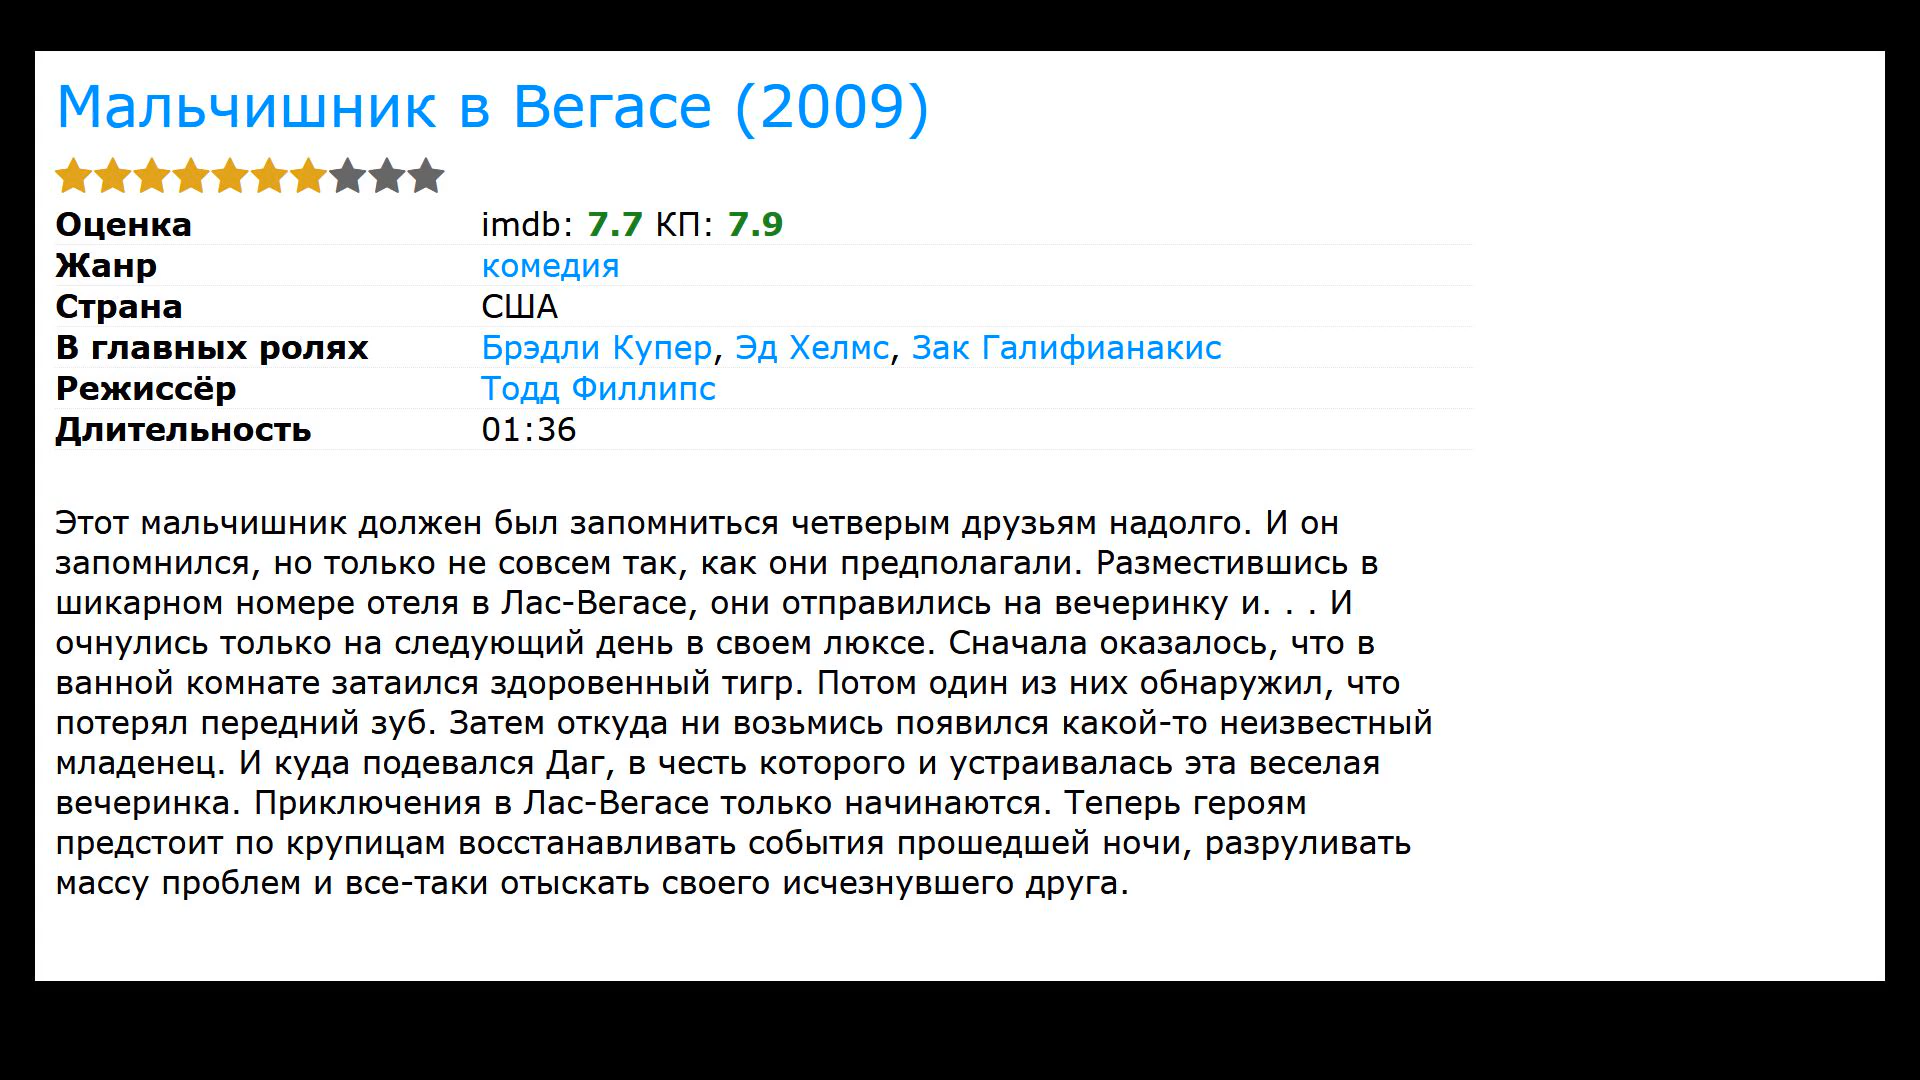 Мальчишник в Вегасе (2009)
Оценка imdb: 7.7 КП: 7.9
Жанр комедия
Страна США
В главных ролях Брэдли Купер, Эд Хелмс, Зак Галифианакис
Режиссёр Тодд Филлипс
Длительность 01:36
Этот мальчишник должен был запомниться четверым друзьям надолго. И он
запомнился, но только не совсем так, как они предполагали. Разместившись в
шикарном номере отеля в Лас-Вегасе, они отправились на вечеринку и. . . И
очнулись только на следующий день в своем люксе. Сначала оказалось, что в
ванной комнате затаился здоровенный тигр. Потом один из них обнаружил, что
потерял передний зуб. Затем откуда ни возьмись появился какой-то неизвестный
младенец. И куда подевался Даг, в честь которого и устраивалась эта веселая
вечеринка. Приключения в Лас-Вегасе только начинаются. Теперь героям
предстоит по крупицам восстанавливать события прошедшей ночи, разруливать
массу проблем и все-таки отыскать своего исчезнувшего друга.